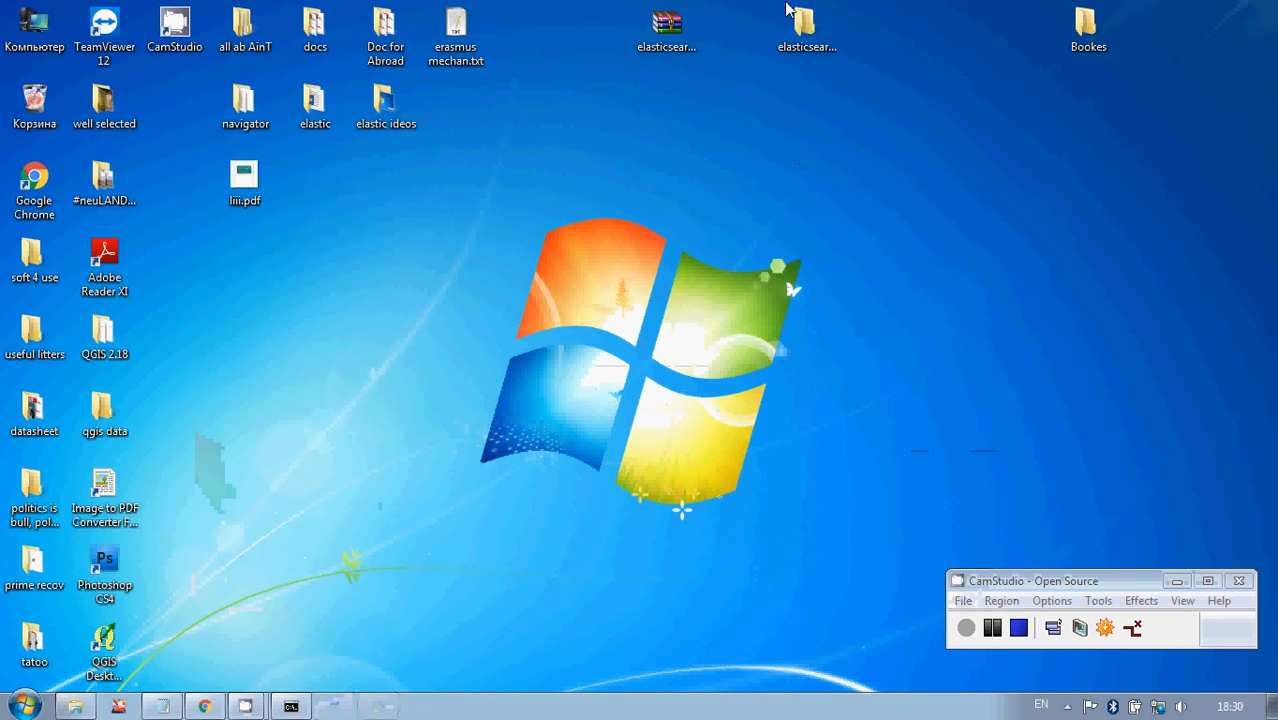 Компьютер
TeamViewer
12
CamStudio
all ab AinT
docs
Doc for
Abroad
erasmus
mechan.txt
elasticsear...
elasticsear...
Bookes
Корзина
well selected
navigator
elastic
elastic ideos
Google
Chrome
#neuLAND...
liii.pdf
soft 4 use
Adobe
Reader XI
useful litters
QGIS 2.18
datasheet
qgis data
politics is
bull, pol...
Image to PDF
Converter F...
prime recov
Photoshop
CS4
tatoo
QGIS
Deskt...
CamStudio - Open Source
File Region Options Tools Effects View Help
EN
18:30